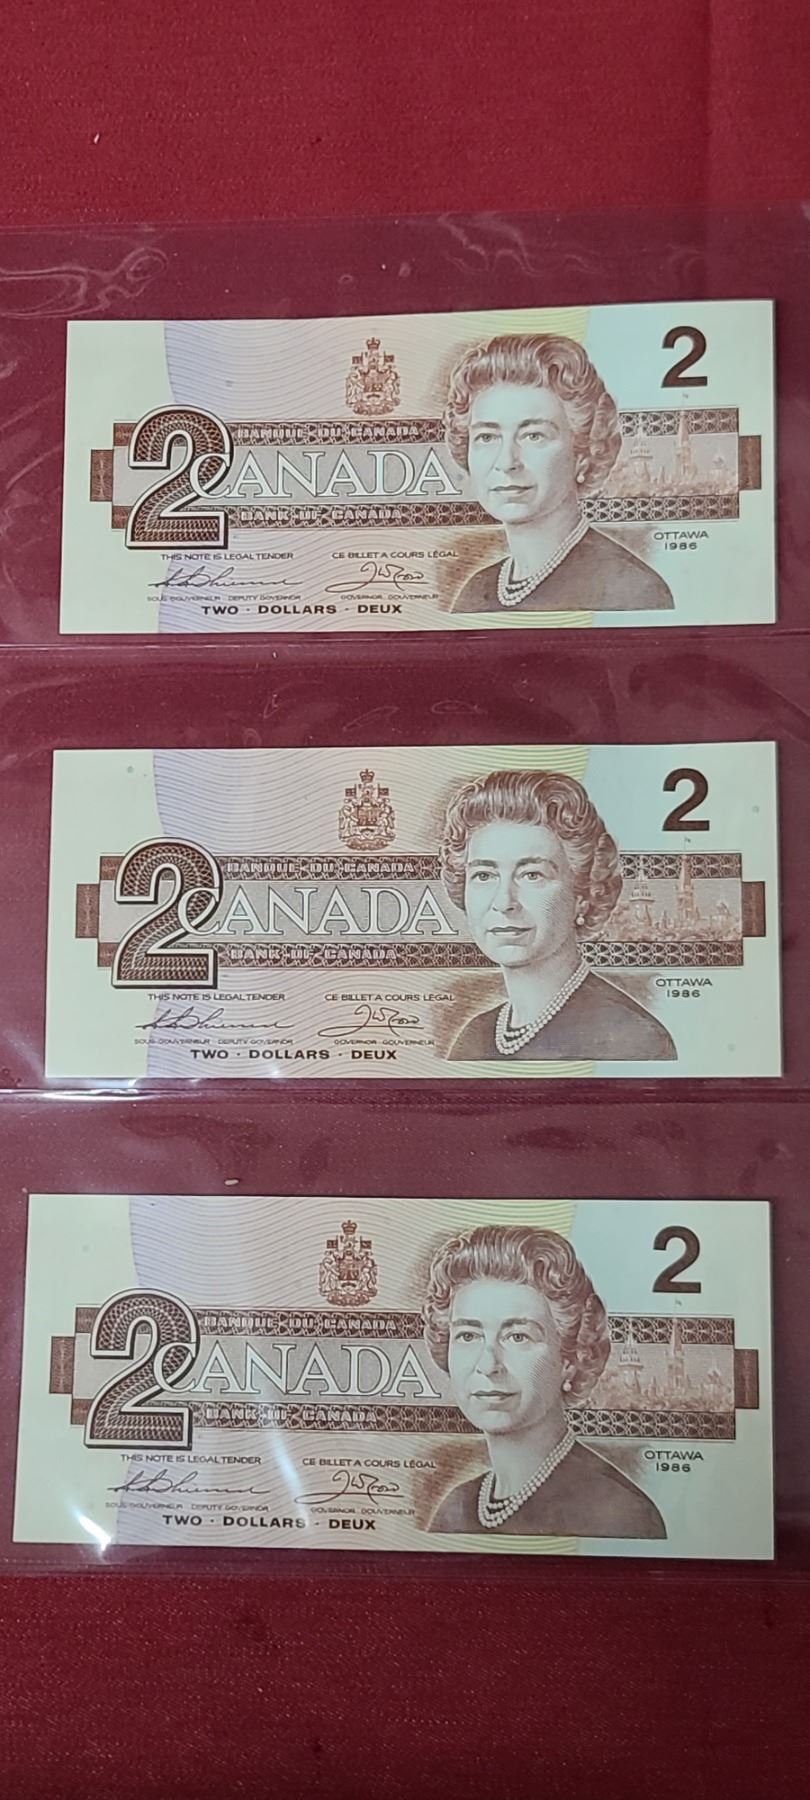 2
BANQUE DU CANADA
2 CANADA
BANK OF CANADA
OTTAWA
1986
THIS NOTE IS LEGAL TENDER CE BILLET A COURS LÉGAL
SOUS-GOUVERNEUR DEPUTY GOVERNOR GOVERNOR GOUVERNEUR
TWO · DOLLARS · DEUX
2
BANQUE DU CANADA
2 CANADA
BANK OF CANADA
OTTAWA
1986
THIS NOTE IS LEGAL TENDER CE BILLET A COURS LÉGAL
SOUS-GOUVERNEUR DEPUTY GOVERNOR GOVERNOR GOUVERNEUR
TWO · DOLLARS · DEUX
2
BANQUE DU CANADA
2 CANADA
BANK OF CANADA
OTTAWA
1986
THIS NOTE IS LEGAL TENDER CE BILLET A COURS LÉGAL
SOUS-GOUVERNEUR DEPUTY GOVERNOR GOVERNOR GOUVERNEUR
TWO · DOLLARS · DEUX